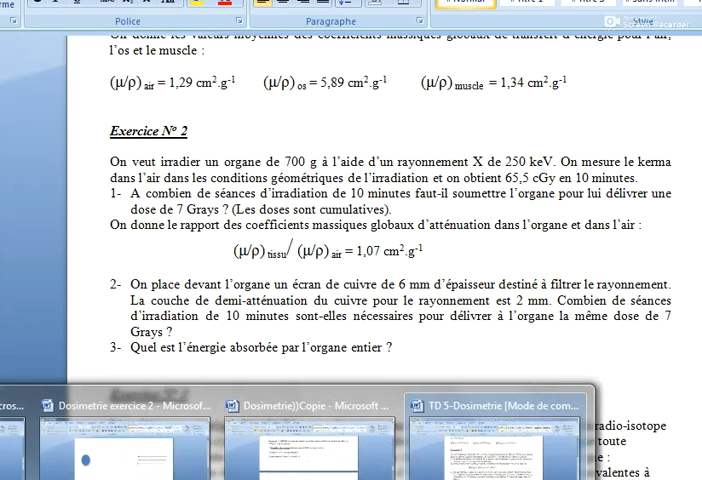 Police
Paragraphe
Style
l'os et le muscle :
(μ/ρ) air = 1,29 cm².g⁻¹ (μ/ρ) os = 5,89 cm².g⁻¹ (μ/ρ) muscle = 1,34 cm².g⁻¹
Exercice Nº 2
On veut irradier un organe de 700 g à l'aide d'un rayonnement X de 250 keV. On mesure le kerma
dans l'air dans les conditions géométriques de l'irradiation et on obtient 65,5 cGy en 10 minutes.
1- A combien de séances d'irradiation de 10 minutes faut-il soumettre l'organe pour lui délivrer une
dose de 7 Grays ? (Les doses sont cumulatives).
On donne le rapport des coefficients massiques globaux d'atténuation dans l'organe et dans l'air :
(μ/ρ) tissu/ (μ/ρ) air = 1,07 cm².g⁻¹
2- On place devant l'organe un écran de cuivre de 6 mm d'épaisseur destiné à filtrer le rayonnement.
La couche de demi-atténuation du cuivre pour le rayonnement est 2 mm. Combien de séances
d'irradiation de 10 minutes sont-elles nécessaires pour délivrer à l'organe la même dose de 7
Grays ?
3- Quel est l'énergie absorbée par l'organe entier ?
cros... Dosimetrie exercice 2 - Microsof... Dosimetrie))Copie - Microsoft ... TD 5-Dosimetrie [Mode de com...
radio-isotope
toute
valentes à